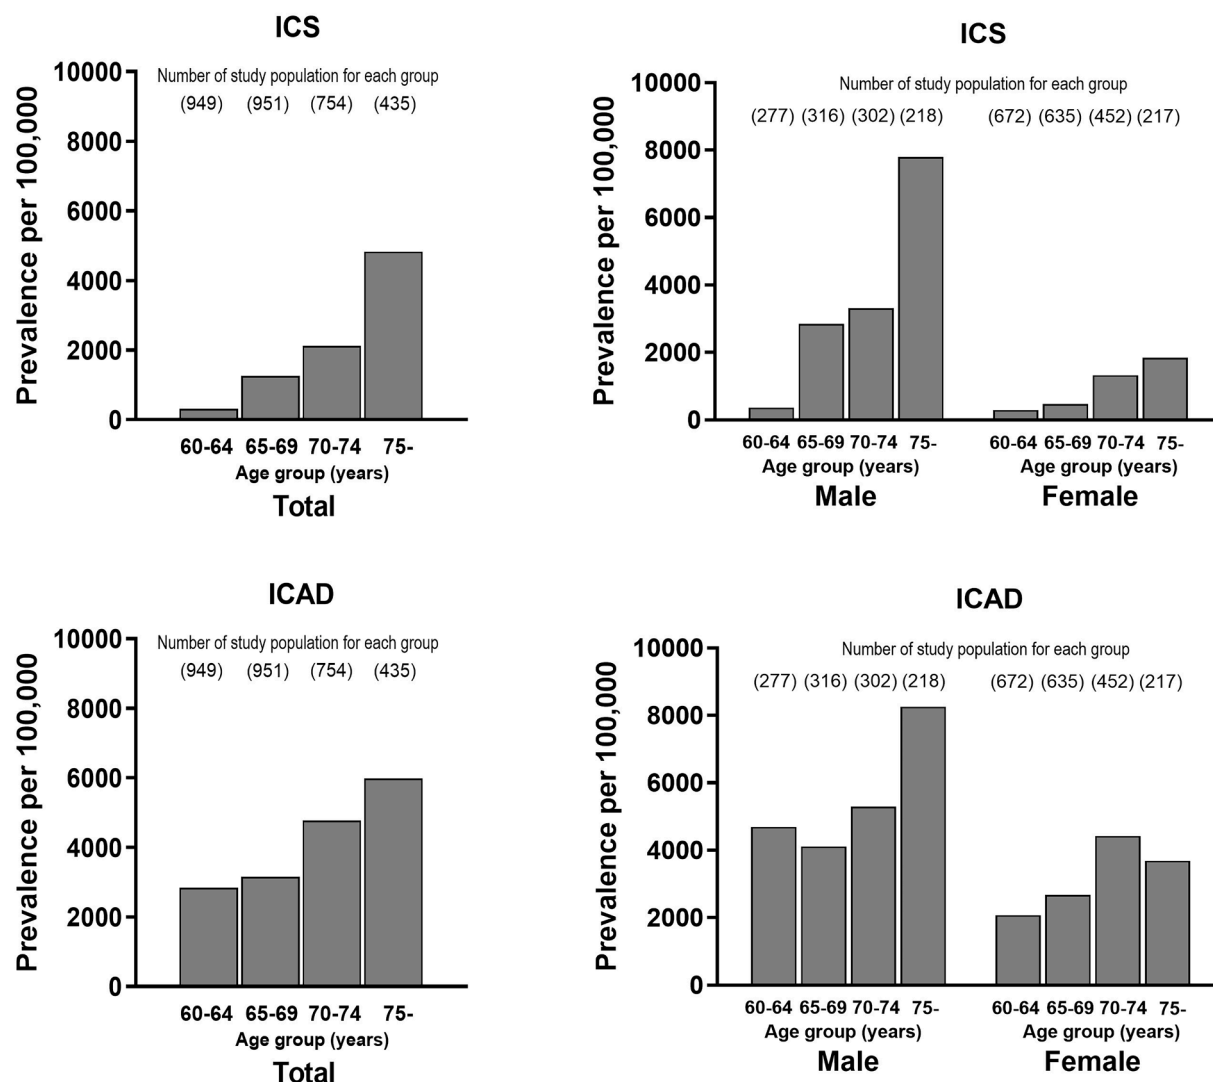 ICS
Prevalence per 100,000
Number of study population for each group
(949) (951) (754) (435)
10000
8000
6000
4000
2000
0
60-64 65-69 70-74 75-
Age group (years)
Total
ICS
Prevalence per 100,000
Number of study population for each group
(277) (316) (302) (218) (672) (635) (452) (217)
10000
8000
6000
4000
2000
0
60-64 65-69 70-74 75- 60-64 65-69 70-74 75-
Age group (years) Age group (years)
Male Female
ICAD
Prevalence per 100,000
Number of study population for each group
(949) (951) (754) (435)
10000
8000
6000
4000
2000
0
60-64 65-69 70-74 75-
Age group (years)
Total
ICAD
Prevalence per 100,000
Number of study population for each group
(277) (316) (302) (218) (672) (635) (452) (217)
10000
8000
6000
4000
2000
0
60-64 65-69 70-74 75- 60-64 65-69 70-74 75-
Age group (years) Age group (years)
Male Female